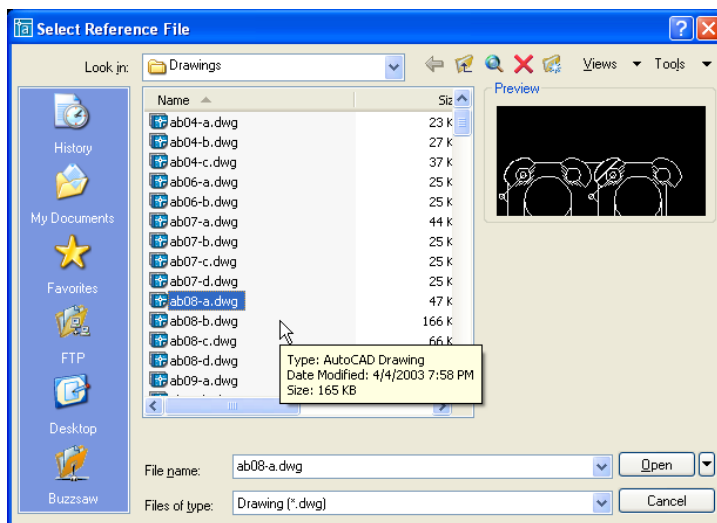 Select Reference File
Look in: Drawings Views Tools
Name Siz
Preview
ab04-a.dwg 23 K
ab04-b.dwg 27 K
ab04-c.dwg 37 K
ab06-a.dwg 25 K
ab06-b.dwg 25 K
ab07-a.dwg 44 K
ab07-b.dwg 25 K
ab07-c.dwg 25 K
ab07-d.dwg 25 K
ab08-a.dwg 47 K
ab08-b.dwg 166 K
ab08-c.dwg 66 K
ab08-d.dwg
ab09-a.dwg
Type: AutoCAD Drawing
Date Modified: 4/4/2003 7:58 PM
Size: 165 KB
History
My Documents
Favorites
FTP
Desktop
Buzzsaw
File name: ab08-a.dwg Open
Files of type: Drawing (*.dwg) Cancel